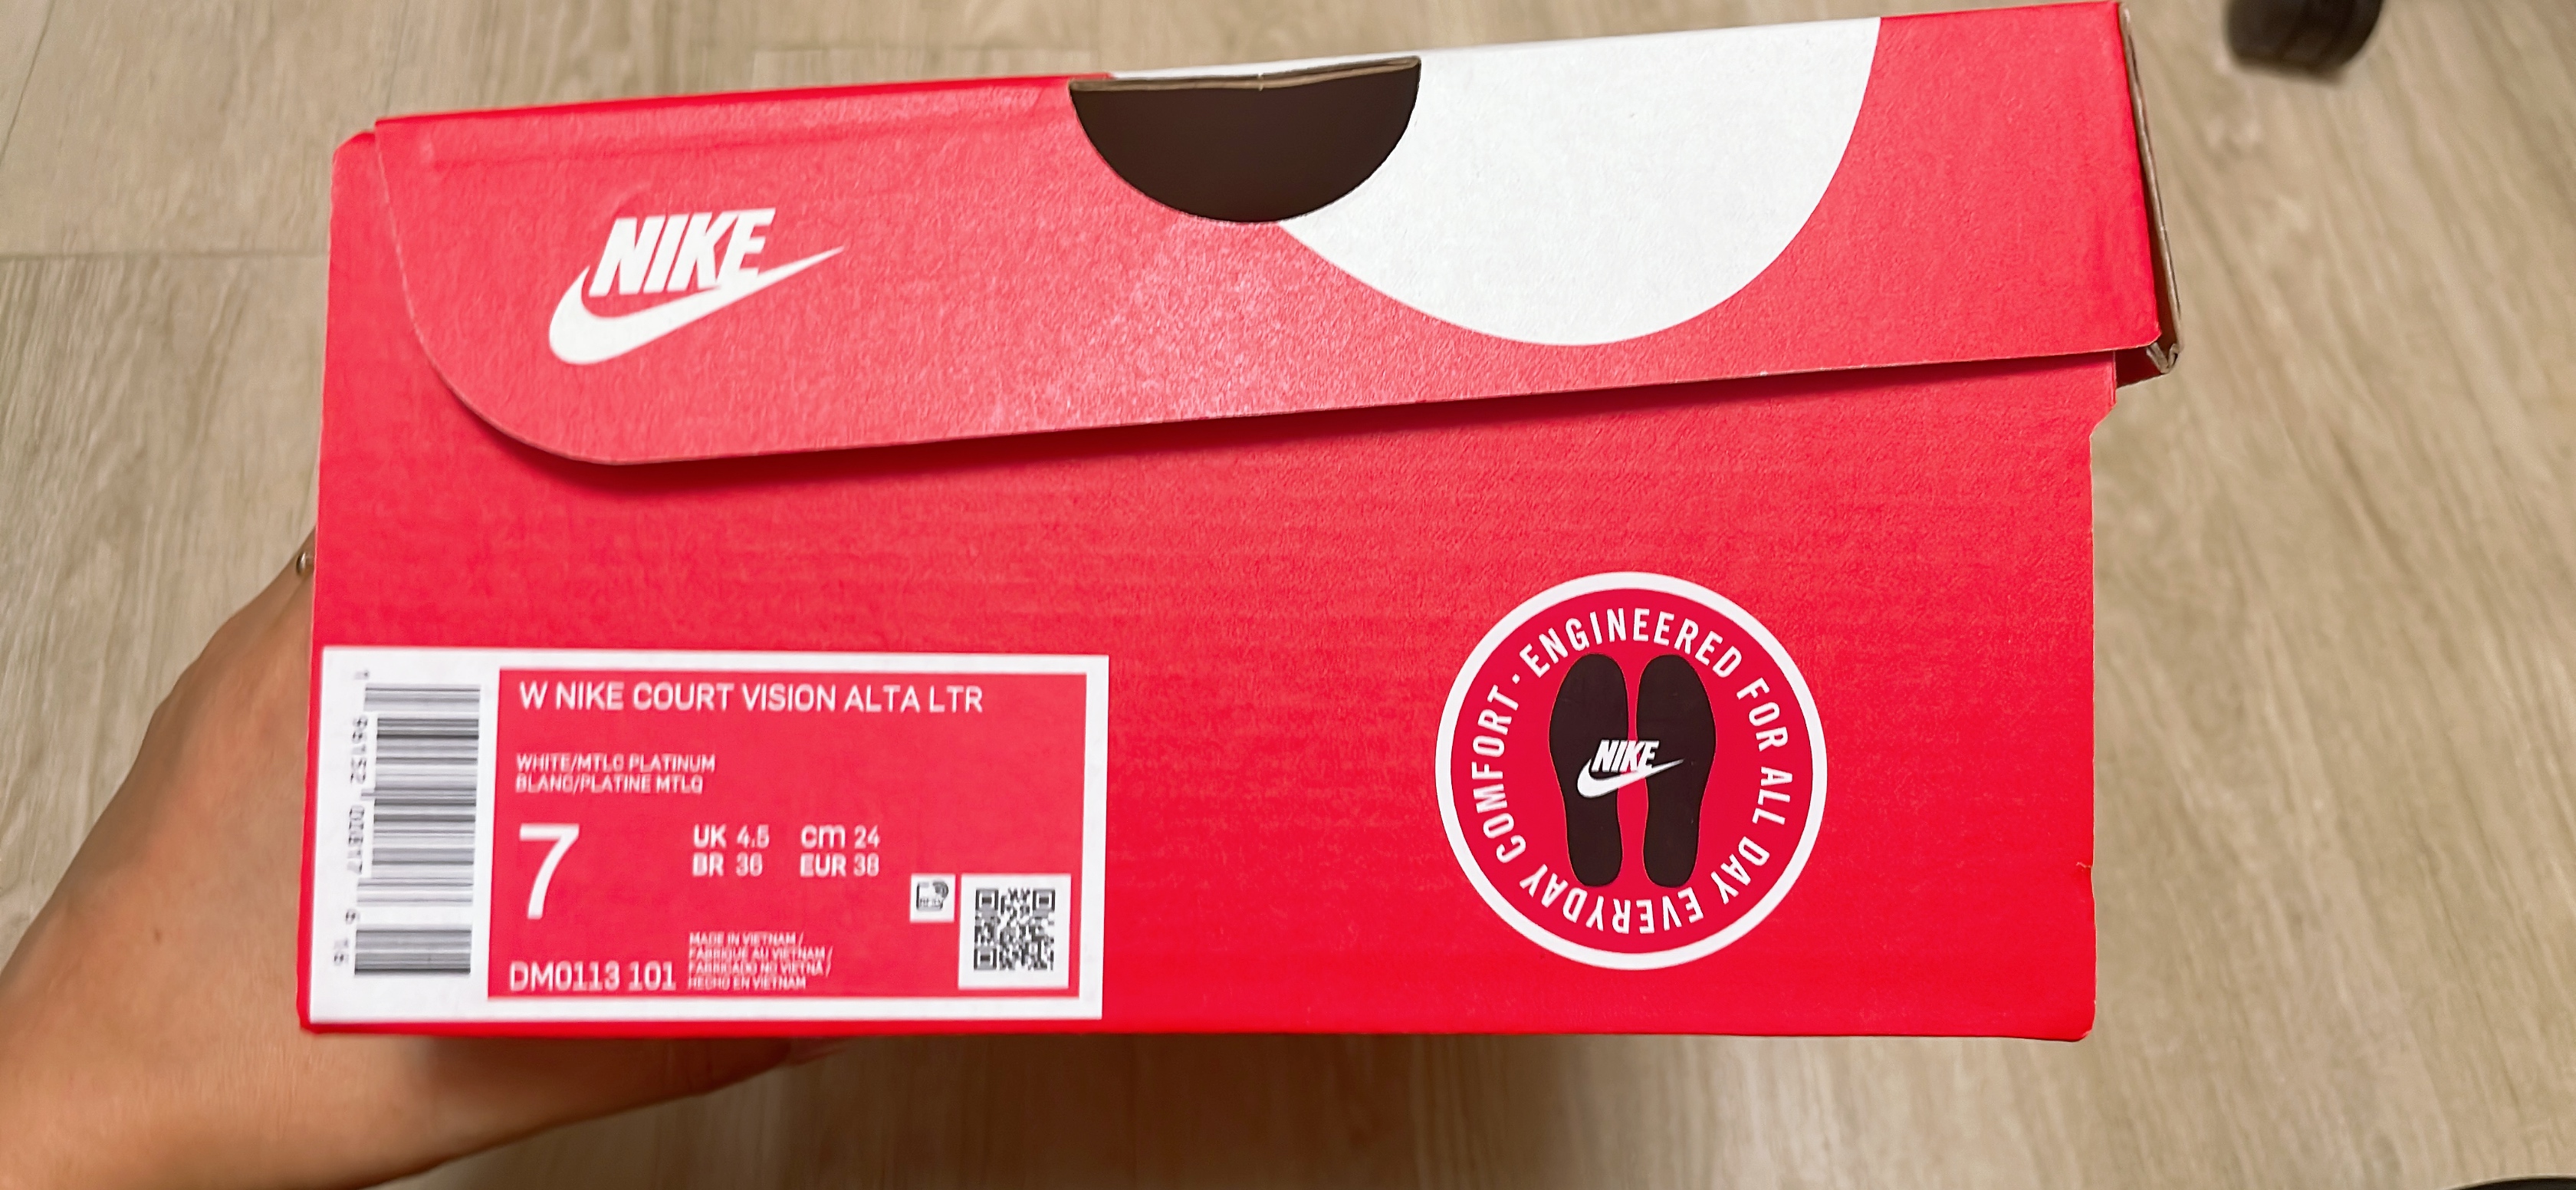 NIKE
W NIKE COURT VISION ALTA LTR
WHITE/MTLC PLATINUM
BLANC/PLATINE MTLQ
7
UK 4.5 cm 24
BR 36 EUR 38
DM0113 101
MADE IN VIETNAM /
FABRIQUE AU VIETNAM /
FABRICADO NO VIETNA /
HECHO EN VIETNAM
ENGINEERED FOR ALL DAY EVERYDAY COMFORT ·
NIKE